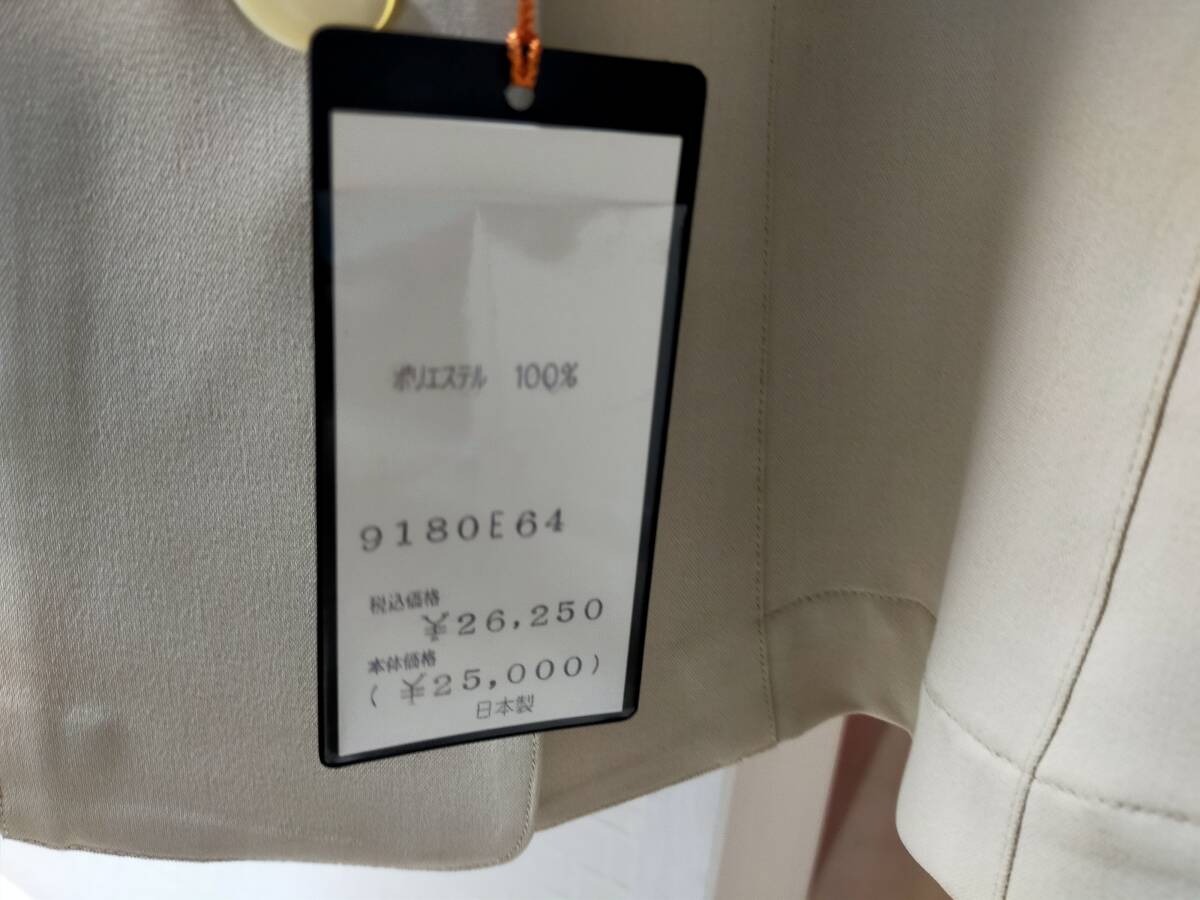 ポリエステル 100%
9180E64
税込価格
¥26,250
本体価格
(¥25,000)
日本製